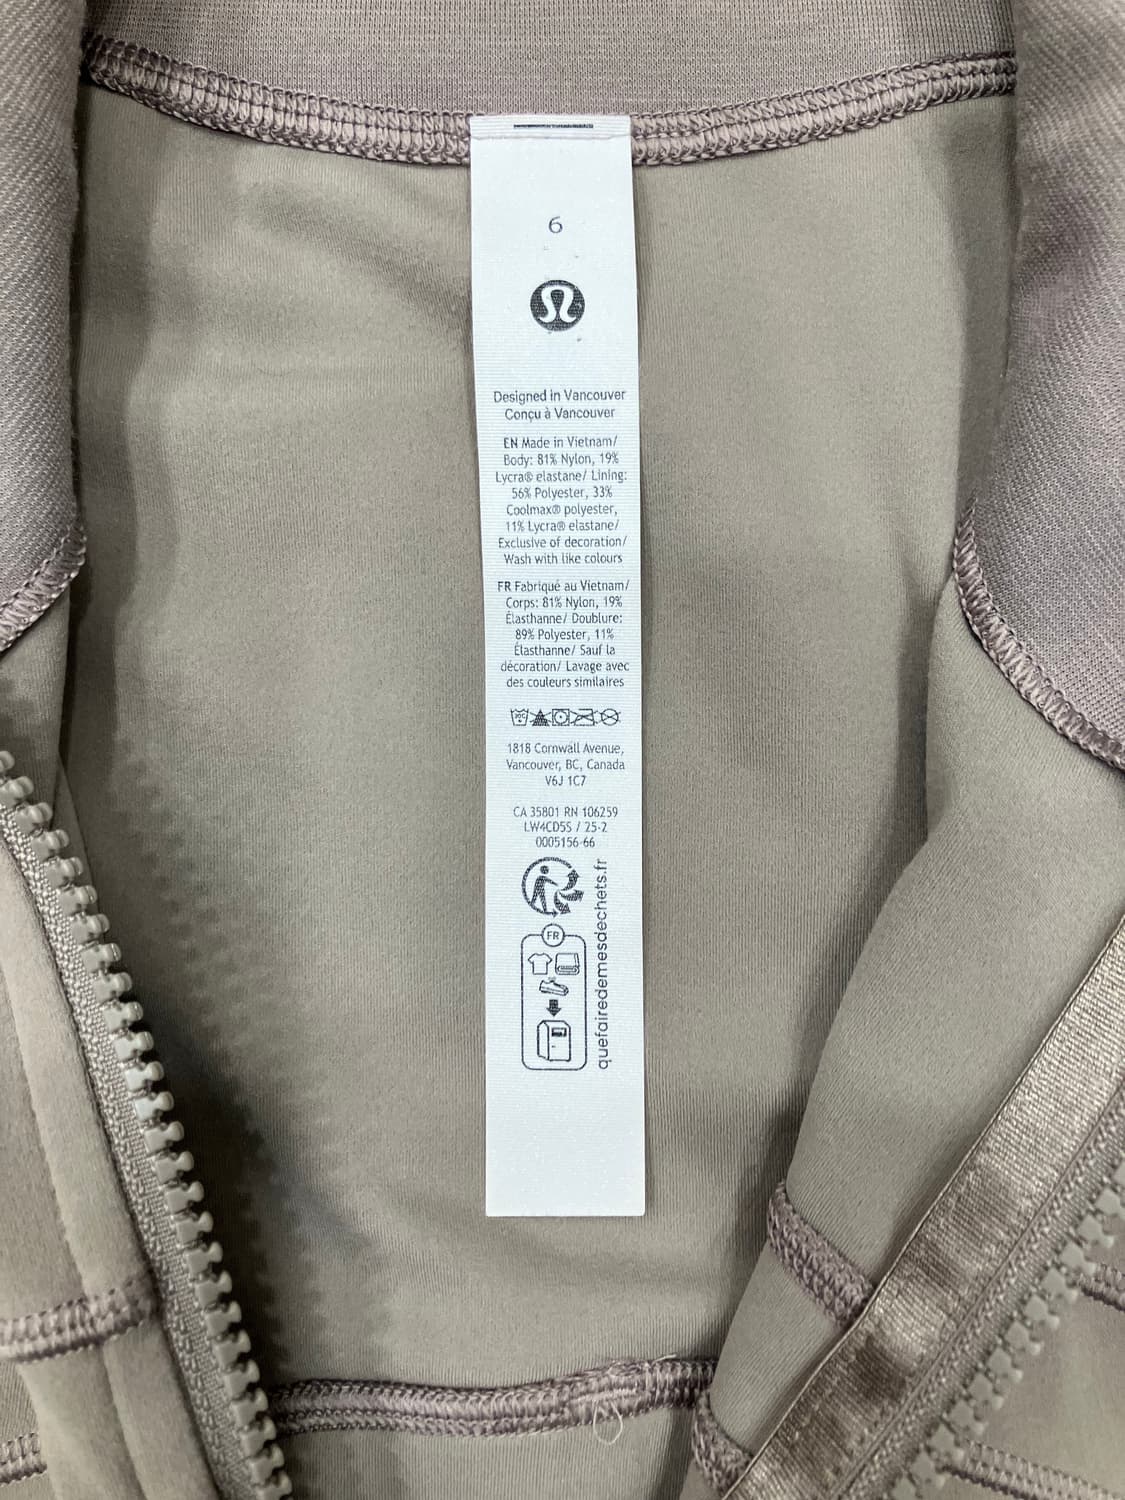 6
Designed in Vancouver
Conçu à Vancouver
EN Made in Vietnam/
Body: 81% Nylon, 19%
Lycra® elastane/ Lining:
56% Polyester, 33%
Coolmax® polyester,
11% Lycra® elastane/
Exclusive of decoration/
Wash with like colours
FR Fabriqué au Vietnam/
Corps: 81% Nylon, 19%
Élasthanne/ Doublure:
89% Polyester, 11%
Élasthanne/ Sauf la
décoration/ Lavage avec
des couleurs similaires
30C
1818 Cornwall Avenue,
Vancouver, BC, Canada
V6J 1C7
CA 35801 RN 106259
LW4CD5S / 25-2
0005156-66
FR
quefairedemesdechets.fr